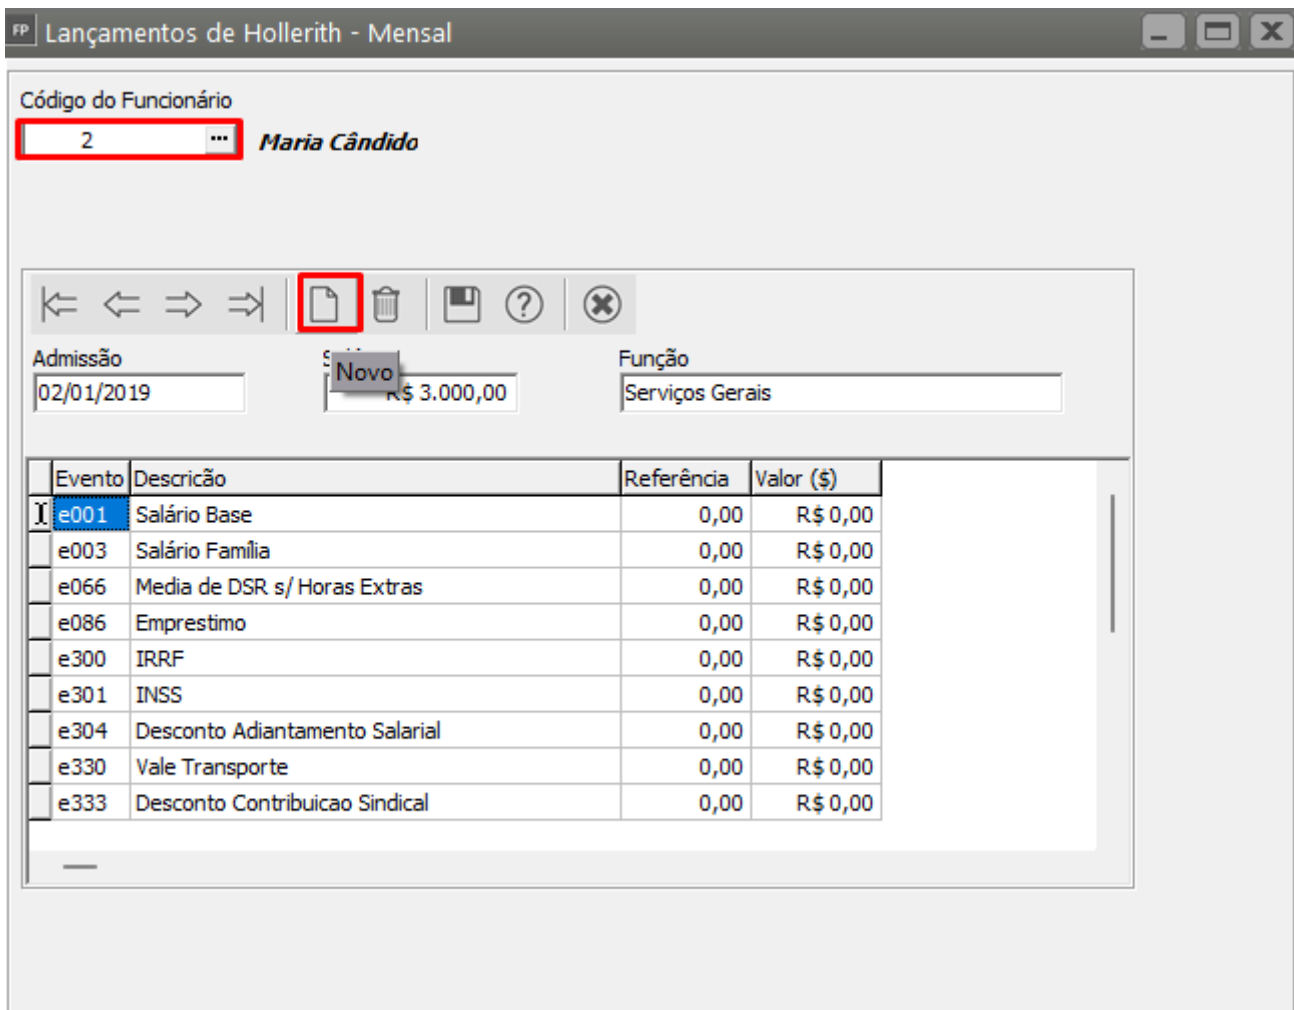 FP Lançamentos de Hollerith - Mensal
Código do Funcionário
2 ... Maria Cândido
Admissão Função
Novo
02/01/2019 R$ 3.000,00 Serviços Gerais
Evento Descricão Referência Valor ($)
e001 Salário Base 0,00 R$ 0,00
e003 Salário Família 0,00 R$ 0,00
e066 Media de DSR s/ Horas Extras 0,00 R$ 0,00
e086 Emprestimo 0,00 R$ 0,00
e300 IRRF 0,00 R$ 0,00
e301 INSS 0,00 R$ 0,00
e304 Desconto Adiantamento Salarial 0,00 R$ 0,00
e330 Vale Transporte 0,00 R$ 0,00
e333 Desconto Contribuicao Sindical 0,00 R$ 0,00